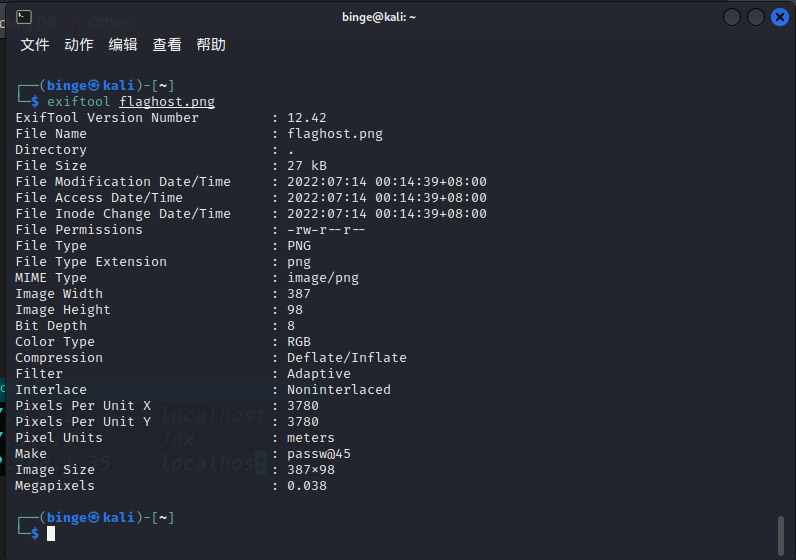 DB OffSec
binge@kali: ~
文件 动作 编辑 查看 帮助
┌──(binge㉿kali)-[~]
└─$ exiftool flaghost.png
ExifTool Version Number : 12.42
File Name : flaghost.png
Directory : .
File Size : 27 kB
File Modification Date/Time : 2022:07:14 00:14:39+08:00
File Access Date/Time : 2022:07:14 00:14:39+08:00
File Inode Change Date/Time : 2022:07:14 00:14:39+08:00
File Permissions : -rw-r--r--
File Type : PNG
File Type Extension : png
MIME Type : image/png
Image Width : 387
Image Height : 98
Bit Depth : 8
Color Type : RGB
Compression : Deflate/Inflate
Filter : Adaptive
Interlace : Noninterlaced
Pixels Per Unit X : 3780
localhost
Pixels Per Unit Y : 3780
Pixel Units : meters
Jax
Make : passw@45
localhost
Image Size : 387x98
Megapixels : 0.038
┌──(binge㉿kali)-[~]
└─$